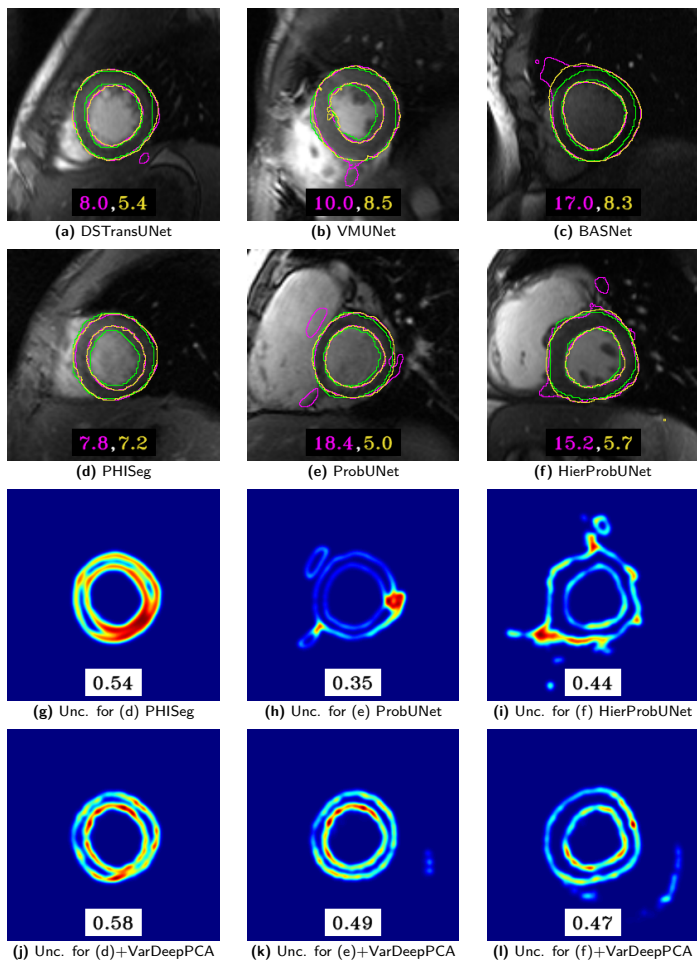 8.0,5.4
10.0,8.5
17.0,8.3
(a) DSTransUNet
(b) VMUNet
(c) BASNet
7.8,7.2
18.4,5.0
15.2,5.7
(d) PHISeg
(e) ProbUNet
(f) HierProbUNet
0.54
0.35
0.44
(g) Unc. for (d) PHISeg
(h) Unc. for (e) ProbUNet
(i) Unc. for (f) HierProbUNet
0.58
0.49
0.47
(j) Unc. for (d)+VarDeepPCA
(k) Unc. for (e)+VarDeepPCA
(l) Unc. for (f)+VarDeepPCA